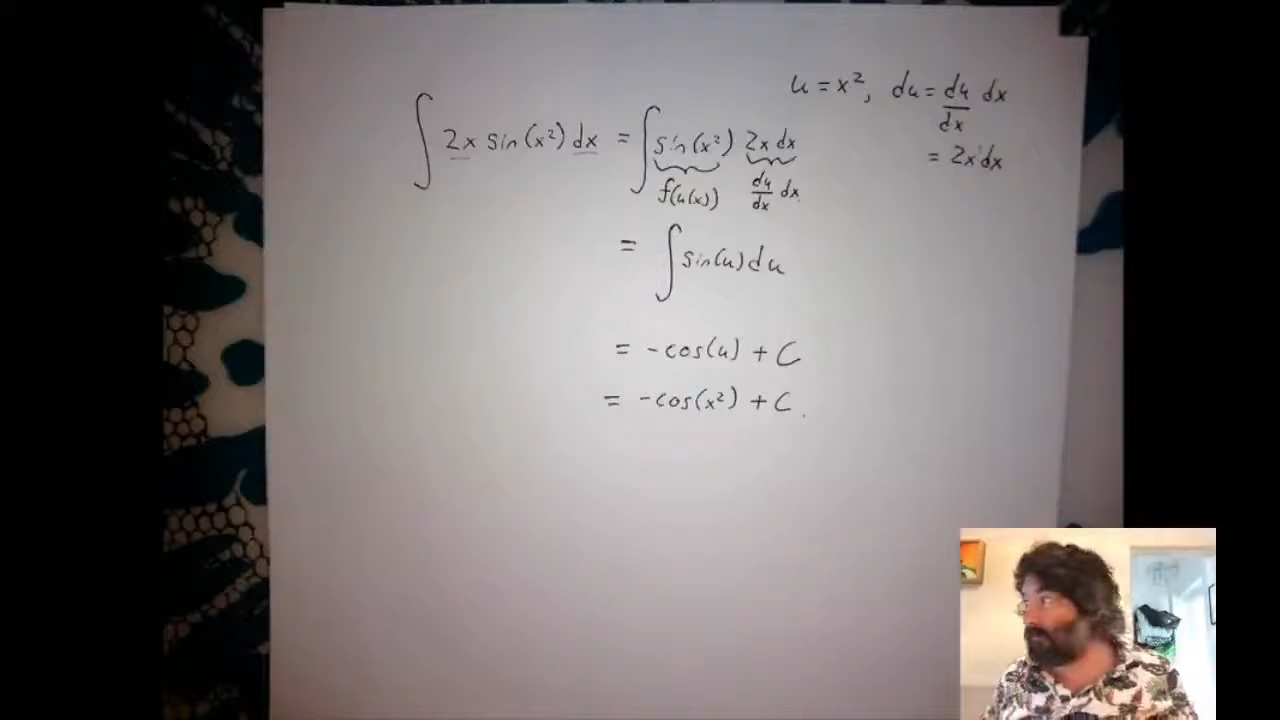 ∫ 2x sin(x²) dx = ∫ sin(x²) 2x dx
f(u(x)) du/dx dx
= ∫ sin(u) du
= -cos(u) + C
= -cos(x²) + C.
u = x², du = du/dx dx
= 2x dx